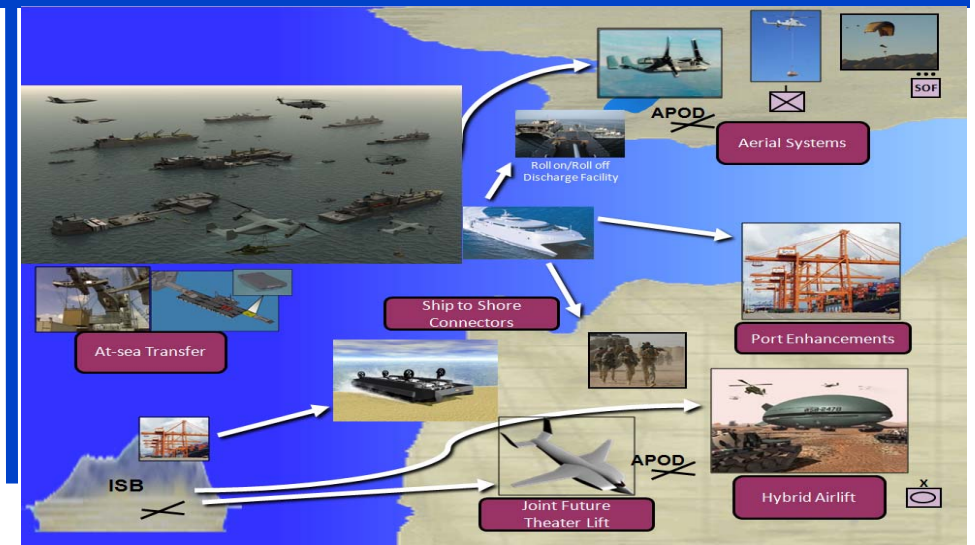 SOF
APOD
Aerial Systems
Roll on/Roll off
Discharge Facility
Ship to Shore
Connectors
Port Enhancements
At-sea Transfer
ISB
APOD
Joint Future
Theater Lift
Hybrid Airlift
X